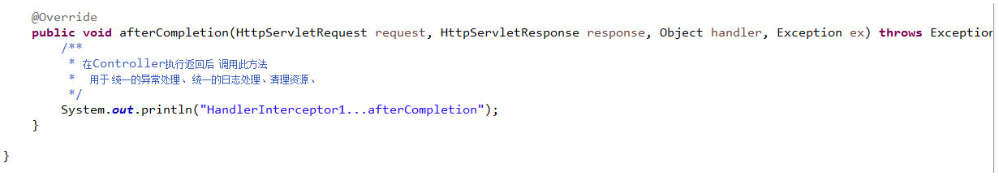 @Override
public void afterCompletion(HttpServletRequest request, HttpServletResponse response, Object handler, Exception ex) throws Exception
/**
* 在Controller执行返回后 调用此方法
* 用于 统一的异常处理、统一的日志处理、清理资源、
*/
System.out.println("HandlerInterceptor1...afterCompletion");
}
}